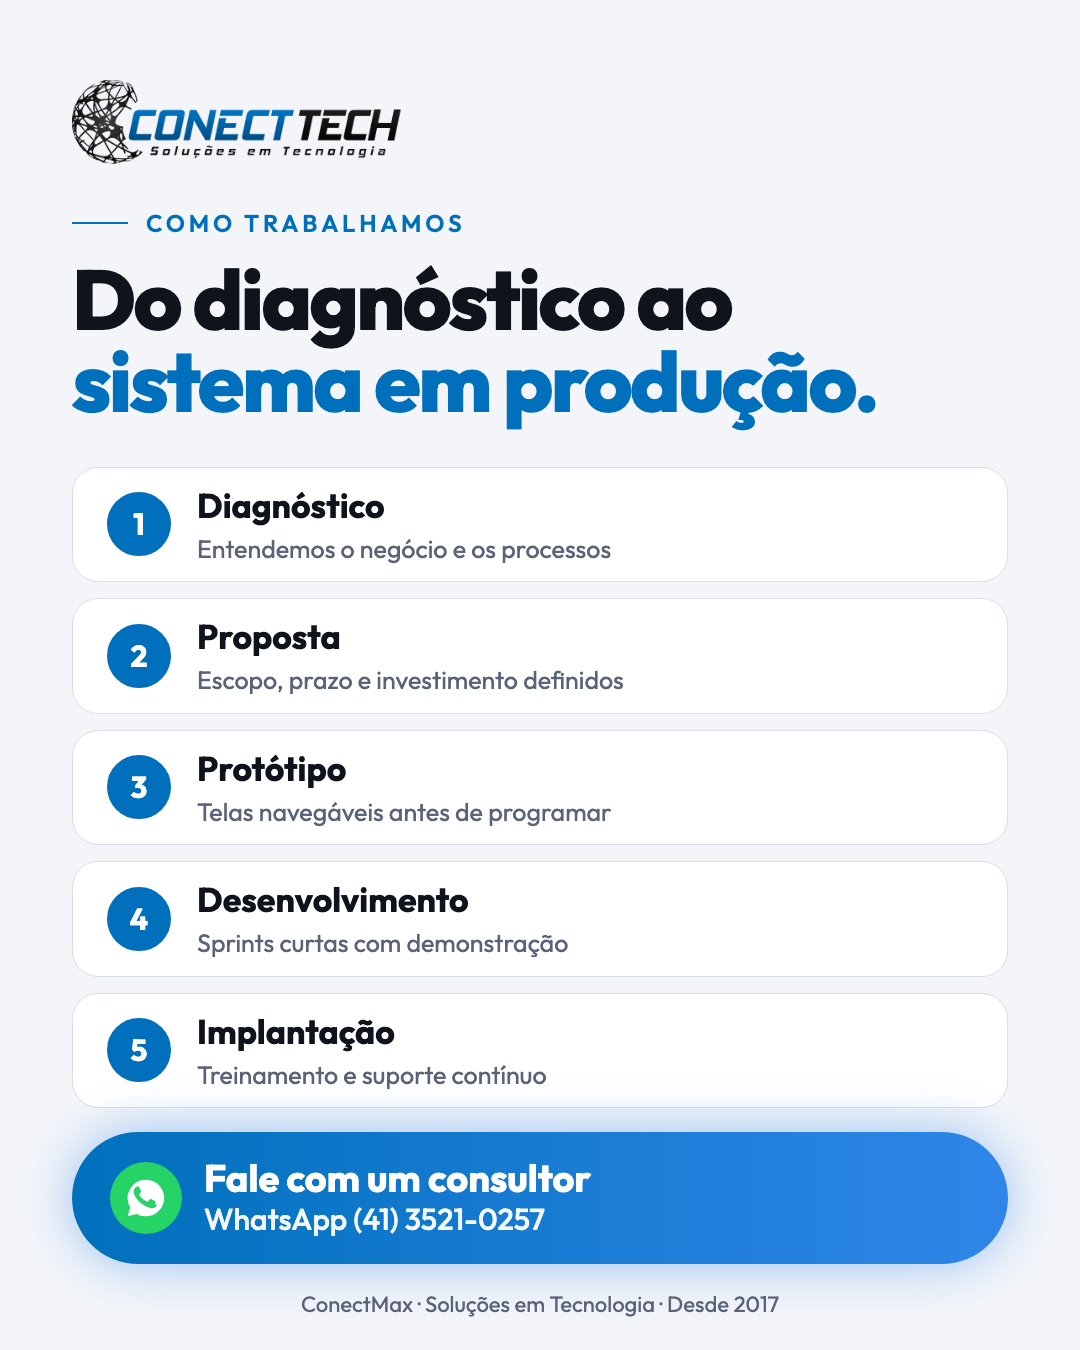 CONECTTECH
Soluções em Tecnologia
COMO TRABALHAMOS
Do diagnóstico ao
sistema em produção.
1
Diagnóstico
Entendemos o negócio e os processos
2
Proposta
Escopo, prazo e investimento definidos
3
Protótipo
Telas navegáveis antes de programar
4
Desenvolvimento
Sprints curtas com demonstração
5
Implantação
Treinamento e suporte contínuo
Fale com um consultor
WhatsApp (41) 3521-0257
ConectMax · Soluções em Tecnologia · Desde 2017